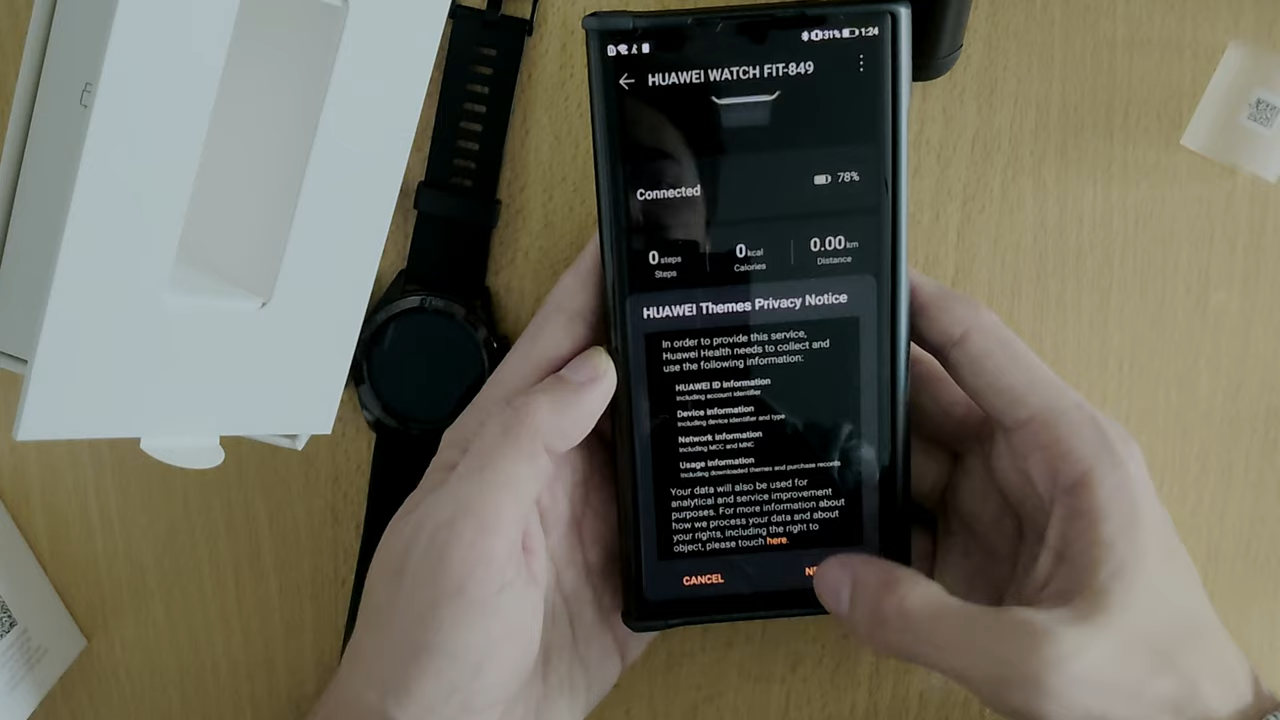 31% 1:24
HUAWEI WATCH FIT-849
Connected
78%
0 steps 0 kcal 0.00 km
Steps Calories Distance
HUAWEI Themes Privacy Notice
In order to provide this service,
Huawei Health needs to collect and
use the following information:
HUAWEI ID information
Including account identifier
Device information
Including device identifier and type
Network information
Including MCC and MNC
Usage information
Including downloaded themes and purchase records
Your data will also be used for
analytical and service improvement
purposes. For more information about
how we process your data and about
your rights, including the right to
object, please touch here.
CANCEL